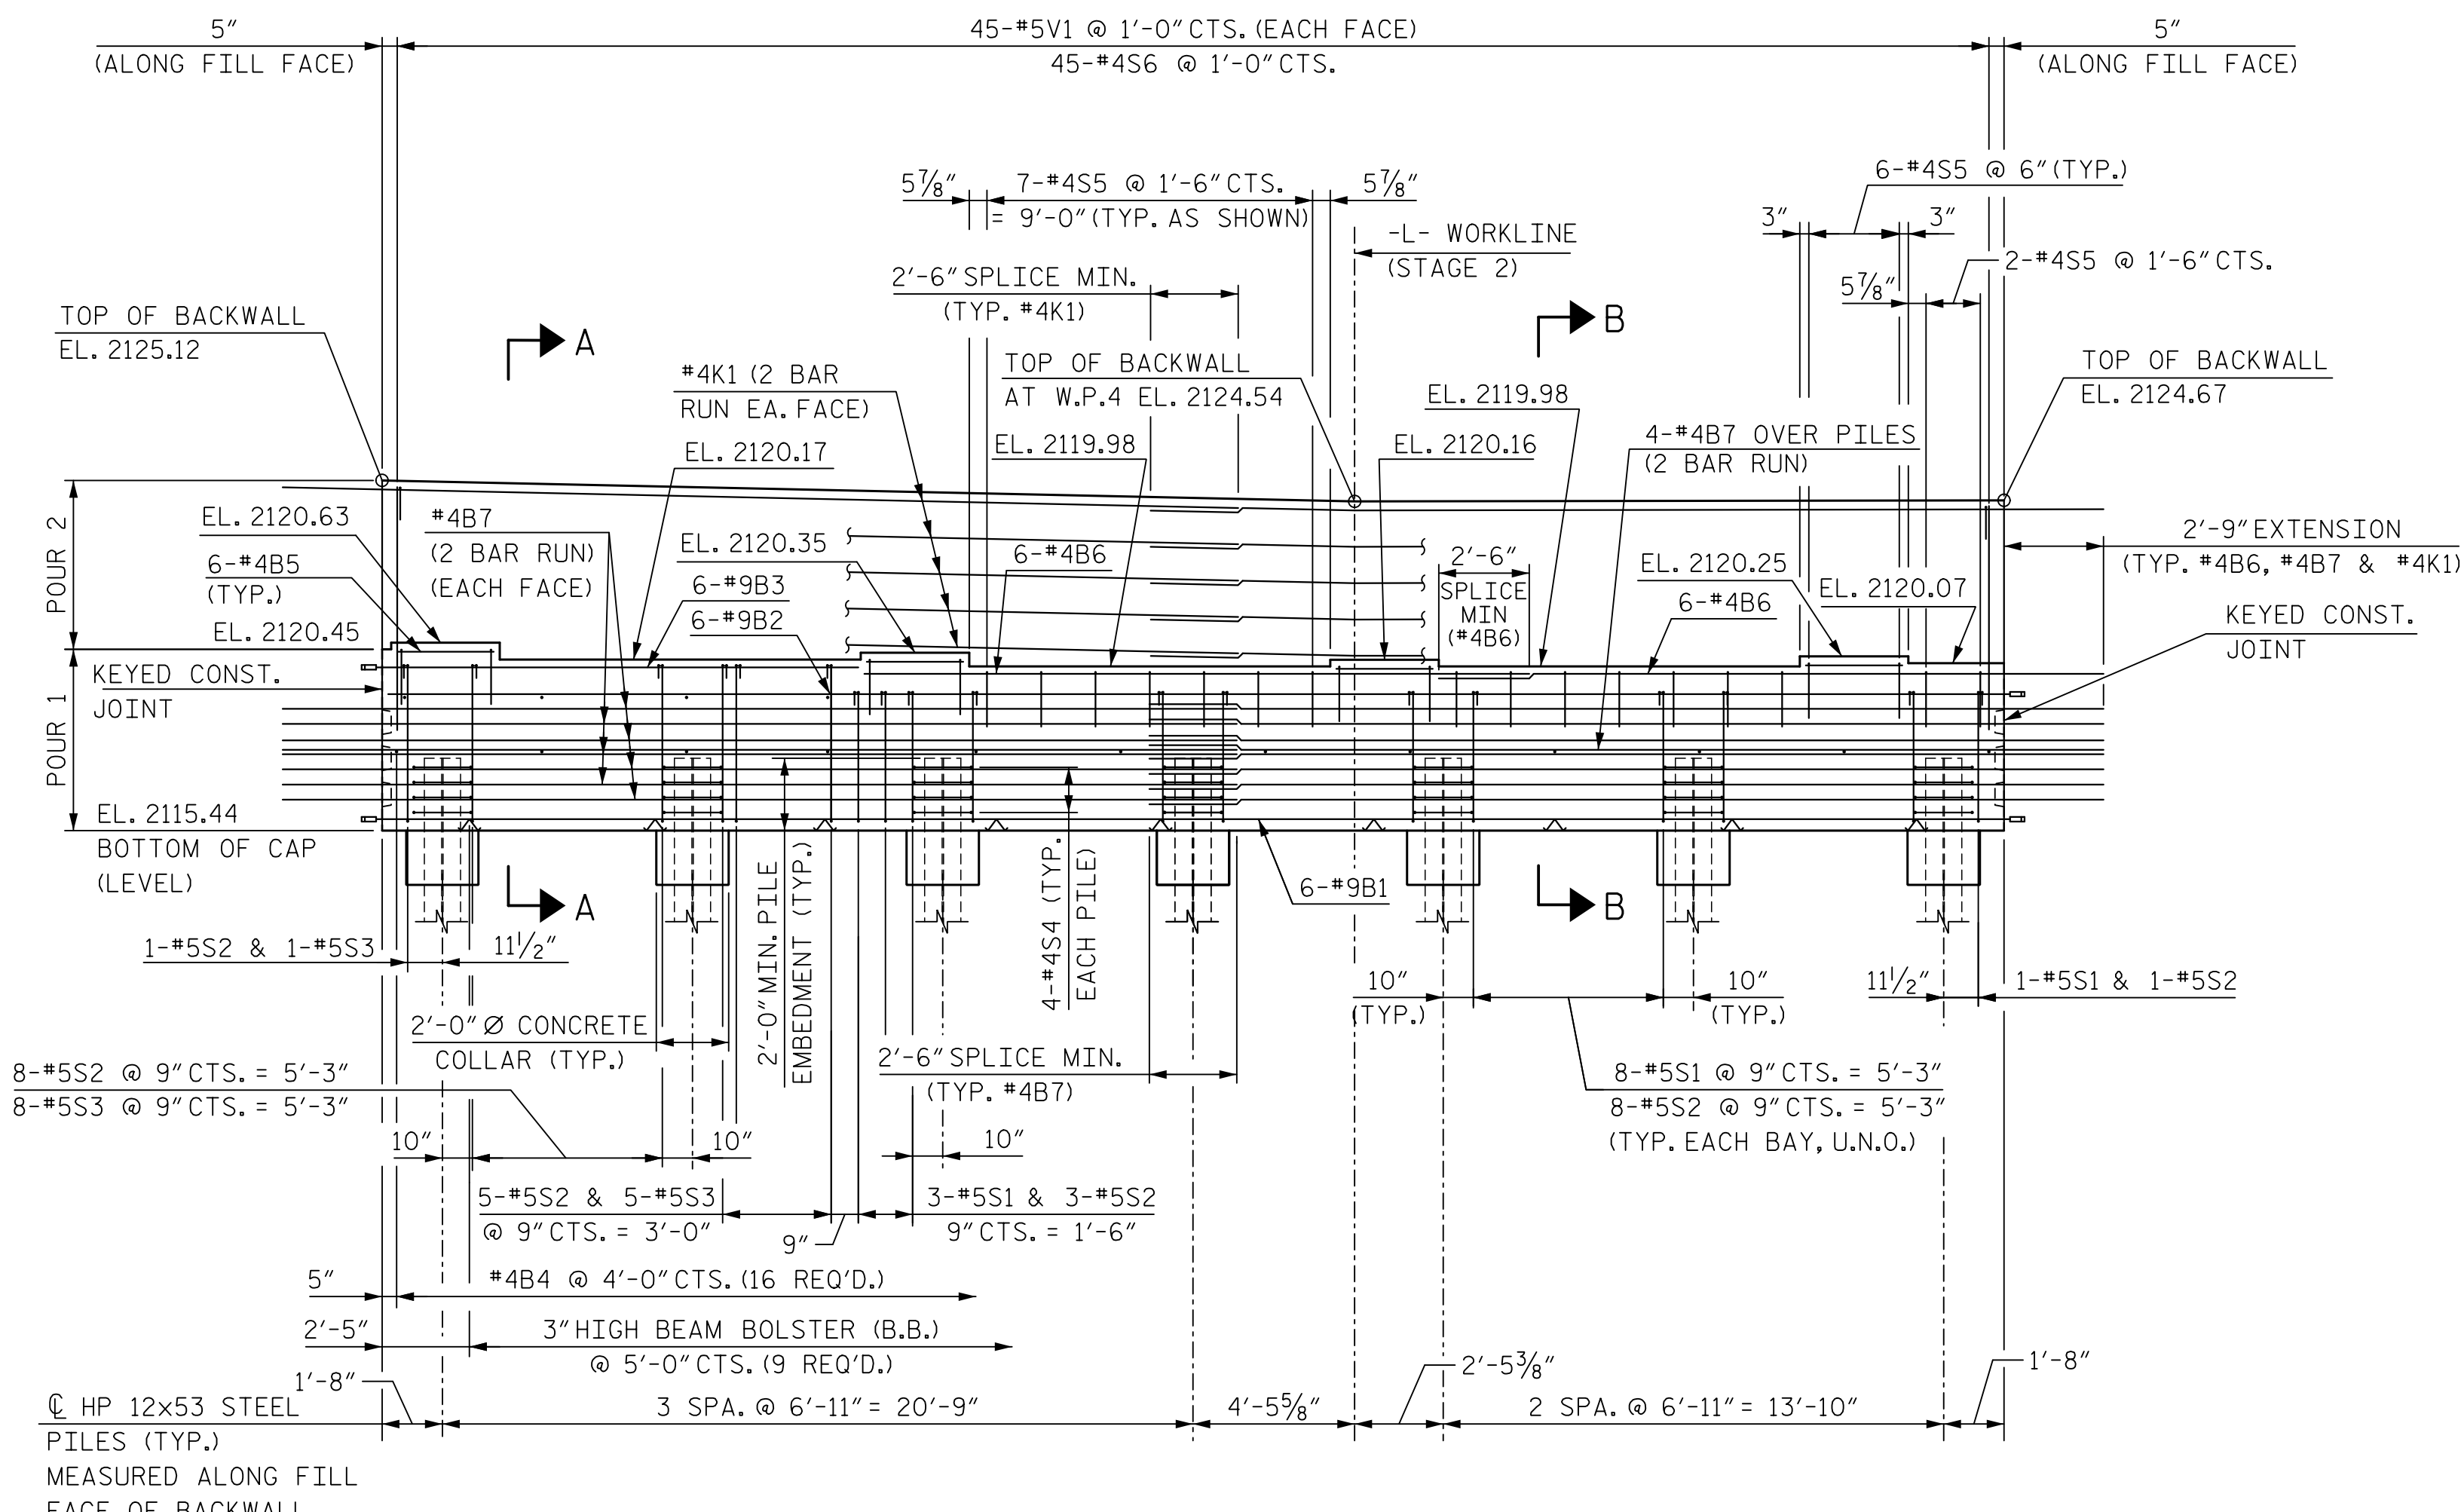 5" 45-#5V1 @ 1'-0" CTS. (EACH FACE) 5"
(ALONG FILL FACE) 45-#4S6 @ 1'-0" CTS. (ALONG FILL FACE)
6-#4S5 @ 6" (TYP.)
5⅞" 7-#4S5 @ 1'-6" CTS. 5⅞"
= 9'-0" (TYP. AS SHOWN)
3" 3"
-L- WORKLINE
(STAGE 2)
2-#4S5 @ 1'-6" CTS.
5⅞"
2'-6" SPLICE MIN.
(TYP. #4K1)
TOP OF BACKWALL
EL. 2125.12
A
B
#4K1 (2 BAR
RUN EA. FACE)
TOP OF BACKWALL
AT W.P.4 EL. 2124.54
EL. 2119.98
TOP OF BACKWALL
EL. 2124.67
EL. 2120.17
EL. 2119.98
EL. 2120.16
4-#4B7 OVER PILES
(2 BAR RUN)
POUR 2
EL. 2120.63
#4B7
(2 BAR RUN)
(EACH FACE)
EL. 2120.35
6-#4B6
2'-6"
SPLICE
MIN
(#4B6)
EL. 2120.25
EL. 2120.07
6-#4B6
2'-9" EXTENSION
(TYP. #4B6, #4B7 & #4K1)
6-#4B5
(TYP.)
6-#9B3
6-#9B2
EL. 2120.45
KEYED CONST.
JOINT
KEYED CONST.
JOINT
POUR 1
EL. 2115.44
BOTTOM OF CAP
(LEVEL)
A
B
2'-0" MIN. PILE
EMBEDMENT (TYP.)
4-#4S4 (TYP.
EACH PILE)
6-#9B1
1-#5S2 & 1-#5S3 11½"
10"
(TYP.)
10"
(TYP.)
11½" 1-#5S1 & 1-#5S2
2'-0" Ø CONCRETE
COLLAR (TYP.)
2'-6" SPLICE MIN.
(TYP. #4B7)
8-#5S2 @ 9" CTS. = 5'-3"
8-#5S3 @ 9" CTS. = 5'-3"
8-#5S1 @ 9" CTS. = 5'-3"
8-#5S2 @ 9" CTS. = 5'-3"
(TYP. EACH BAY, U.N.O.)
10" 10" 10"
5-#5S2 & 5-#5S3
@ 9" CTS. = 3'-0"
9"
3-#5S1 & 3-#5S2
9" CTS. = 1'-6"
5" #4B4 @ 4'-0" CTS. (16 REQ'D.)
2'-5" 3" HIGH BEAM BOLSTER (B.B.)
@ 5'-0" CTS. (9 REQ'D.)
1'-8" 3 SPA. @ 6'-11" = 20'-9" 4'-5⅝" 2'-5⅜" 2 SPA. @ 6'-11" = 13'-10" 1'-8"
℄ HP 12x53 STEEL
PILES (TYP.)
MEASURED ALONG FILL
FACE OF BACKWALL